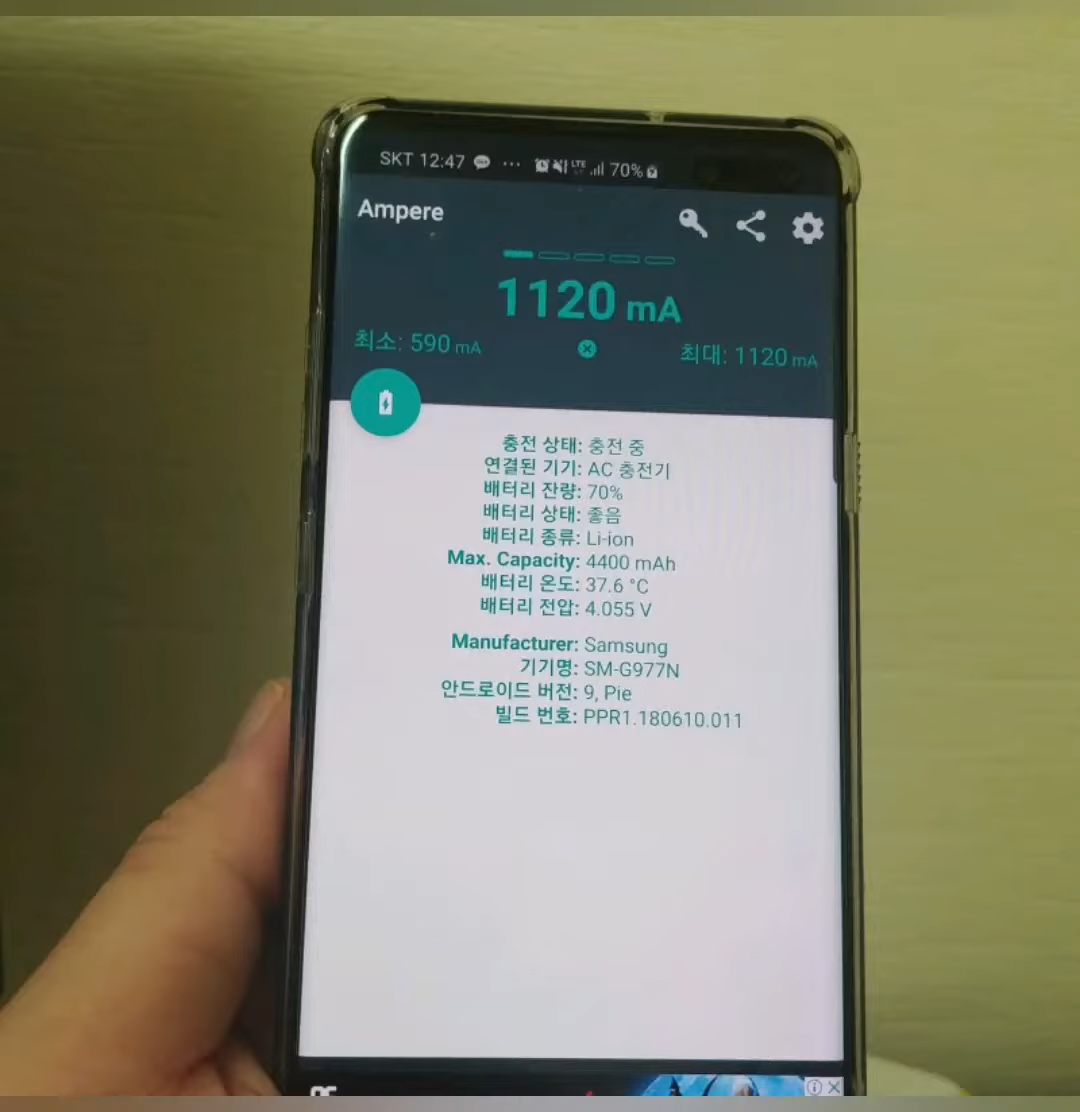 SKT 12:47 ... LTE 70%
Ampere
1120 mA
최소: 590 mA
최대: 1120 mA
충전 상태: 충전 중
연결된 기기: AC 충전기
배터리 잔량: 70%
배터리 상태: 좋음
배터리 종류: Li-ion
Max. Capacity: 4400 mAh
배터리 온도: 37.6 °C
배터리 전압: 4.055 V
Manufacturer: Samsung
기기명: SM-G977N
안드로이드 버전: 9, Pie
빌드 번호: PPR1.180610.011